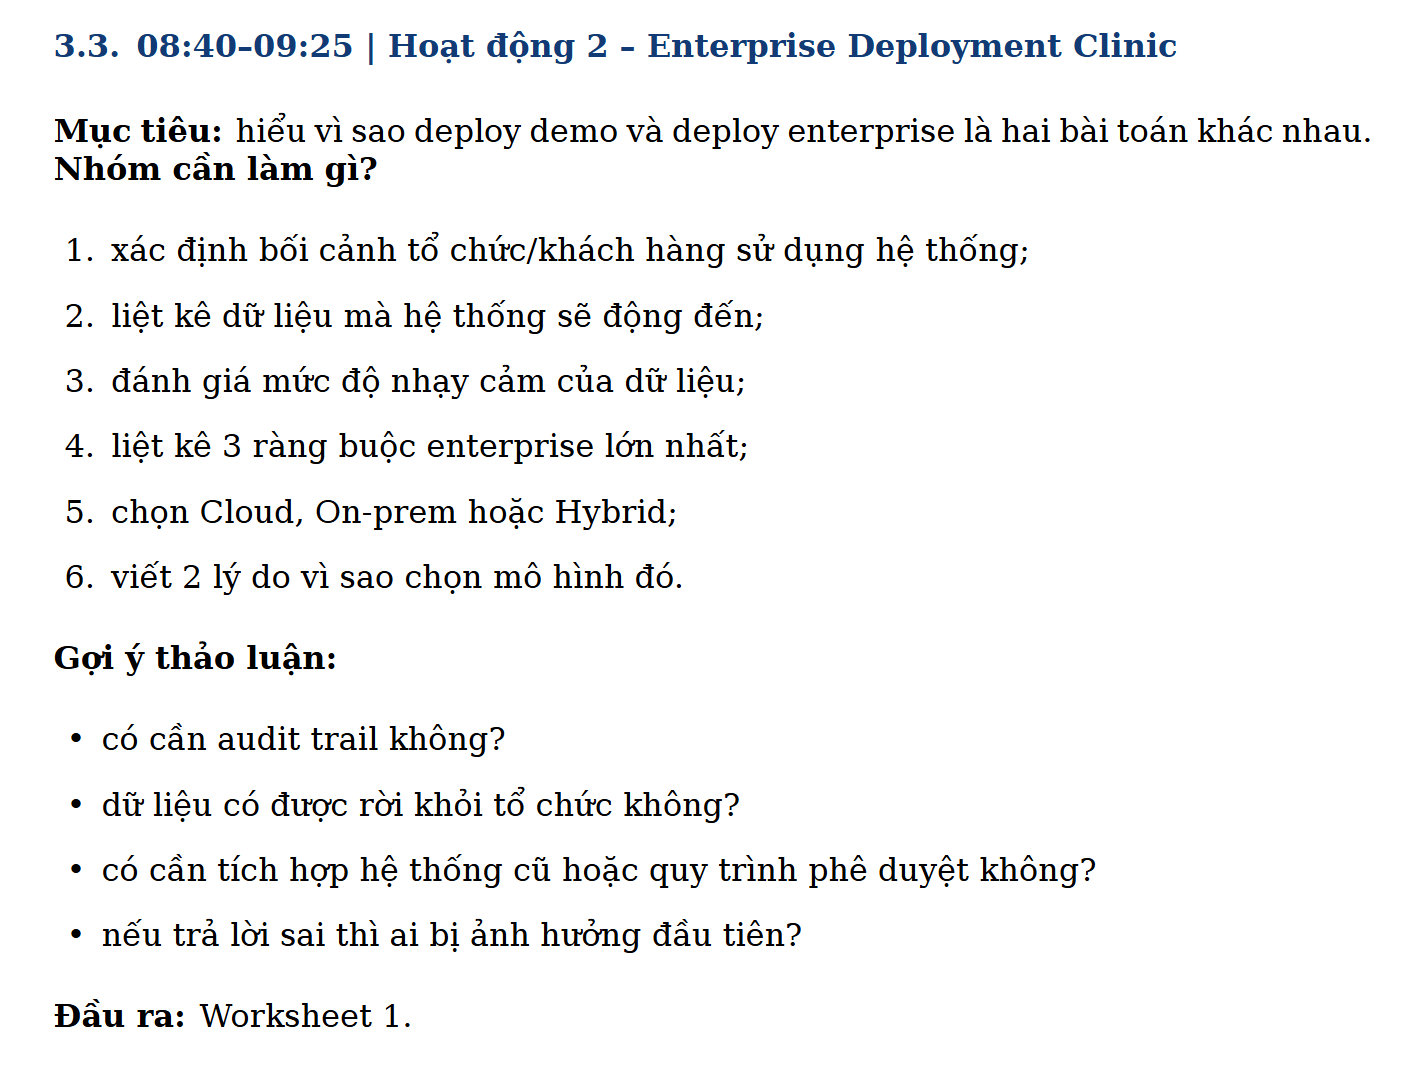 3.3. 08:40–09:25 | Hoạt động 2 – Enterprise Deployment Clinic
Mục tiêu: hiểu vì sao deploy demo và deploy enterprise là hai bài toán khác nhau.
Nhóm cần làm gì?
1. xác định bối cảnh tổ chức/khách hàng sử dụng hệ thống;
2. liệt kê dữ liệu mà hệ thống sẽ động đến;
3. đánh giá mức độ nhạy cảm của dữ liệu;
4. liệt kê 3 ràng buộc enterprise lớn nhất;
5. chọn Cloud, On-prem hoặc Hybrid;
6. viết 2 lý do vì sao chọn mô hình đó.
Gợi ý thảo luận:
• có cần audit trail không?
• dữ liệu có được rời khỏi tổ chức không?
• có cần tích hợp hệ thống cũ hoặc quy trình phê duyệt không?
• nếu trả lời sai thì ai bị ảnh hưởng đầu tiên?
Đầu ra: Worksheet 1.